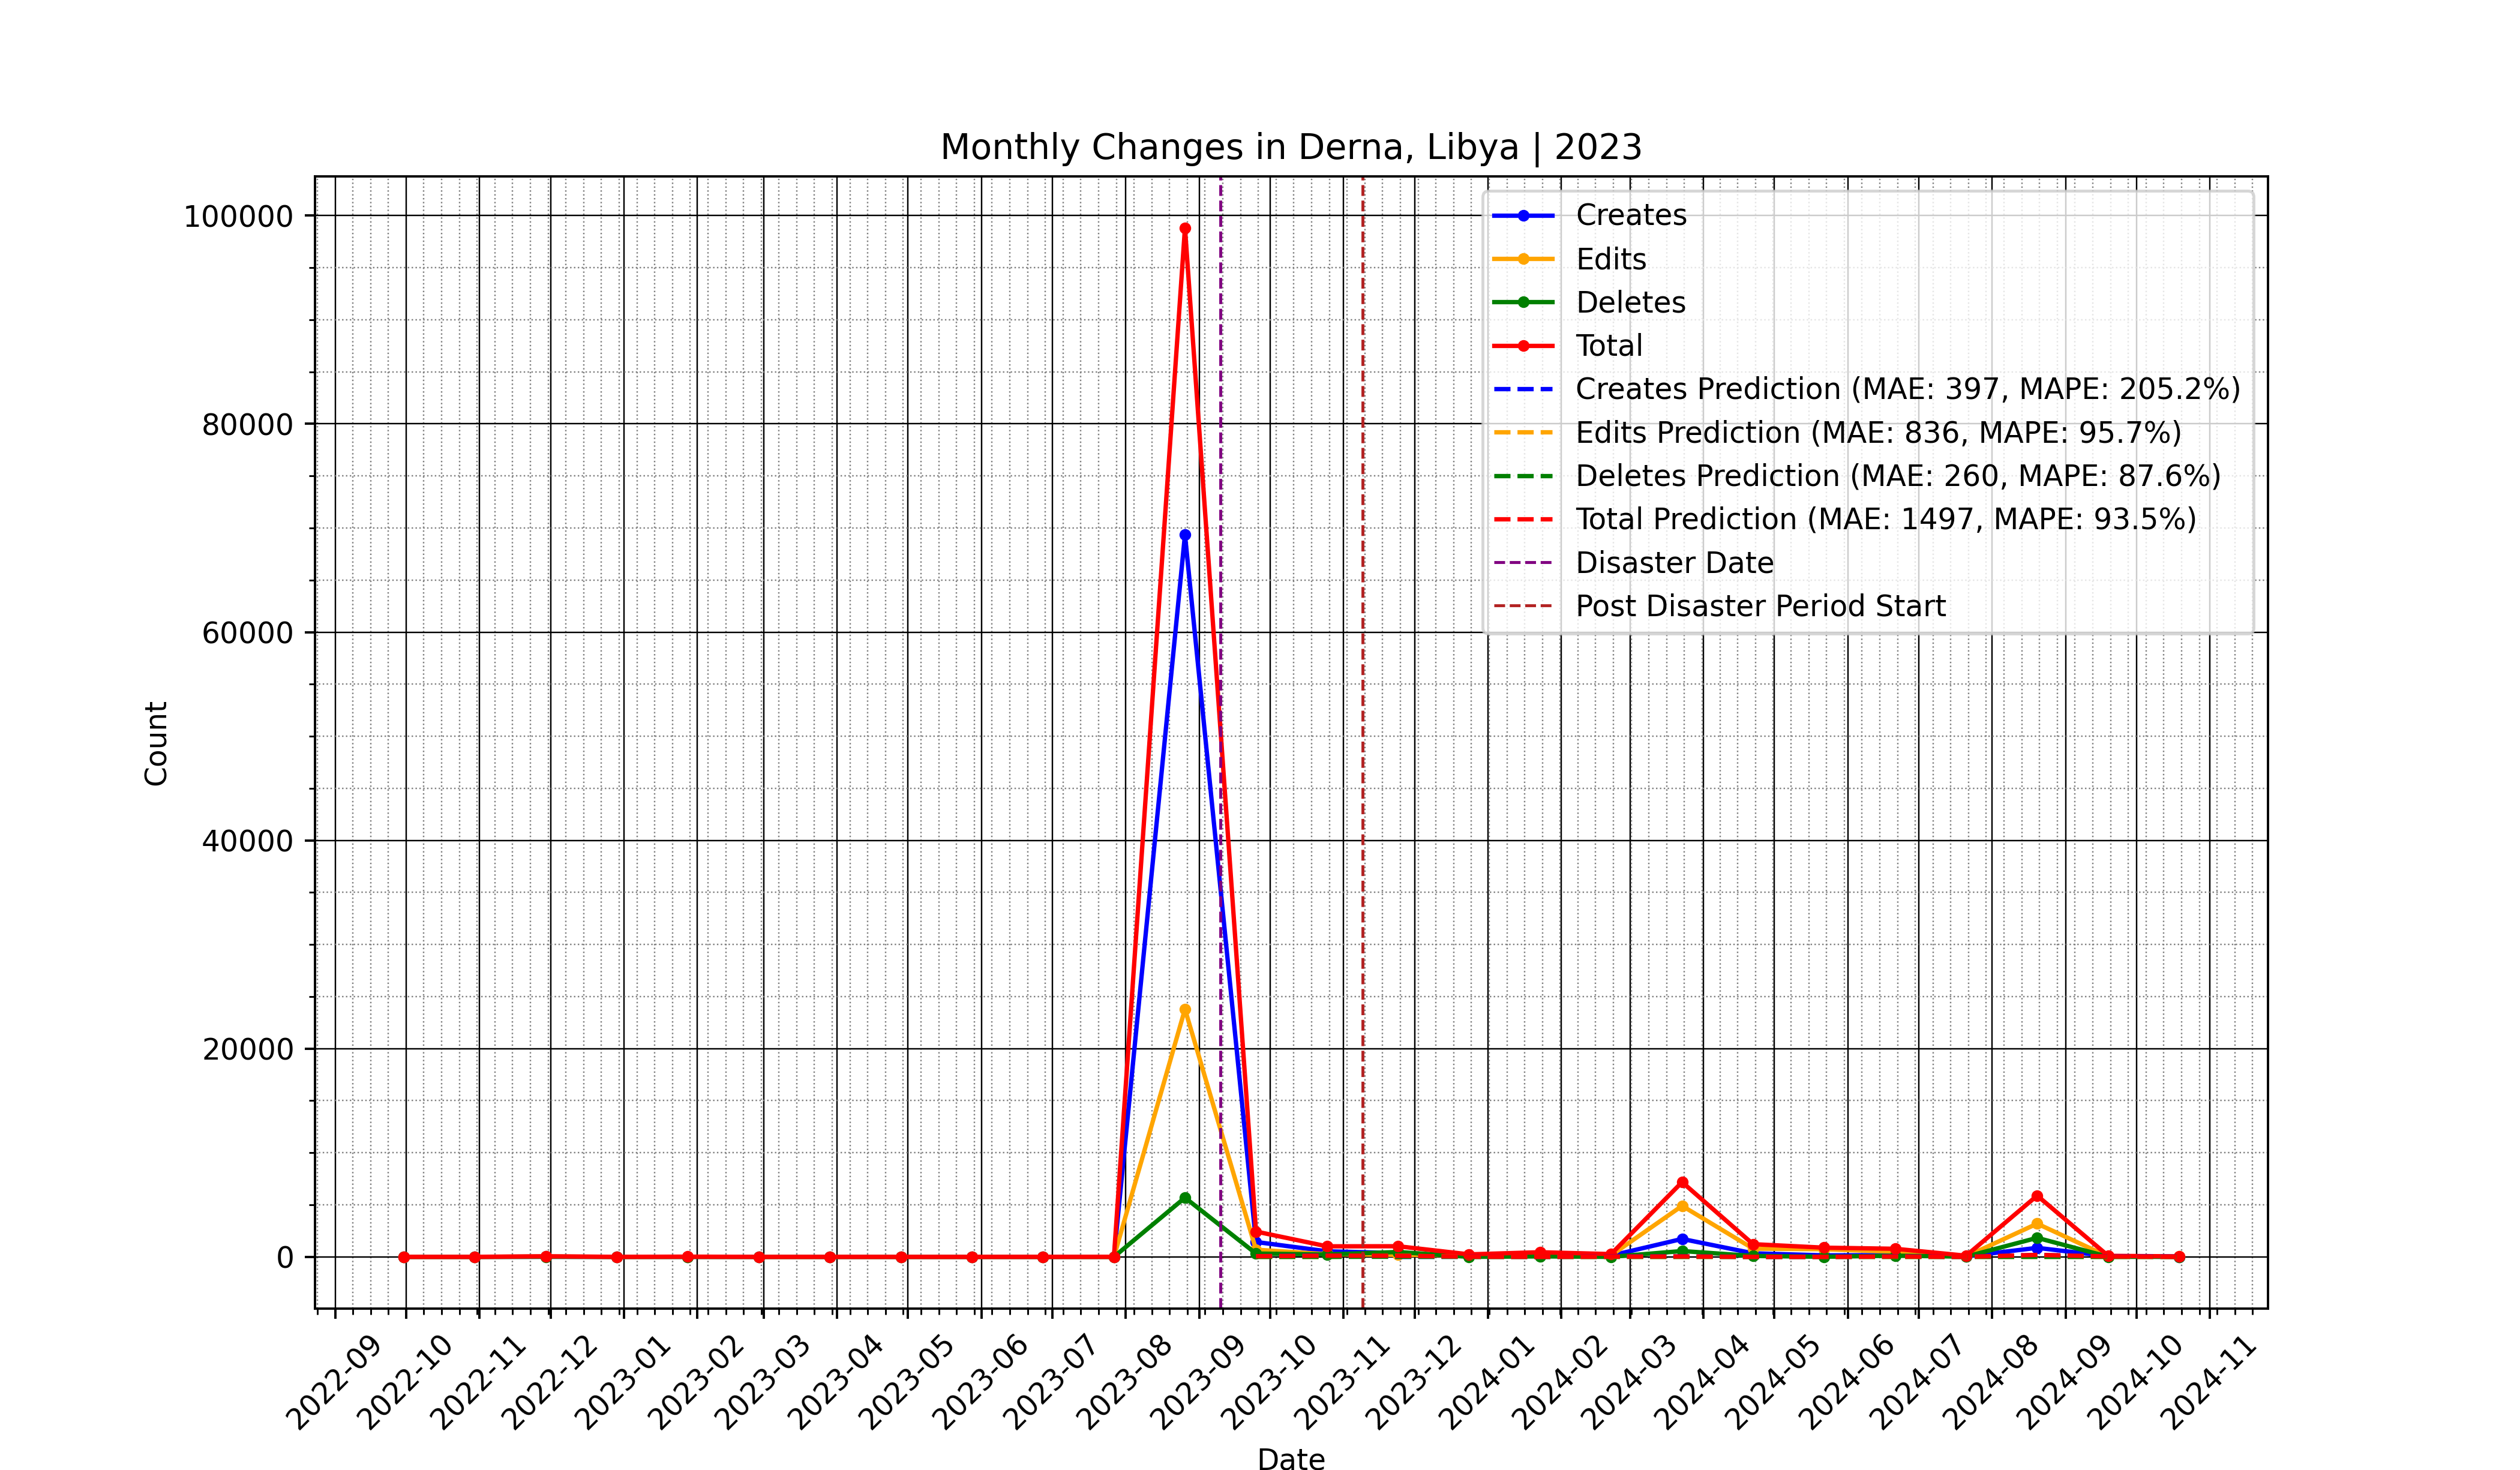 Monthly Changes in Derna, Libya | 2023
100000
80000
60000
40000
20000
0
Count
Creates
Edits
Deletes
Total
Creates Prediction (MAE: 397, MAPE: 205.2%)
Edits Prediction (MAE: 836, MAPE: 95.7%)
Deletes Prediction (MAE: 260, MAPE: 87.6%)
Total Prediction (MAE: 1497, MAPE: 93.5%)
Disaster Date
Post Disaster Period Start
2022-09
2022-10
2022-11
2022-12
2023-01
2023-02
2023-03
2023-04
2023-05
2023-06
2023-07
2023-08
2023-09
2023-10
2023-11
2023-12
2024-01
2024-02
2024-03
2024-04
2024-05
2024-06
2024-07
2024-08
2024-09
2024-10
2024-11
Date